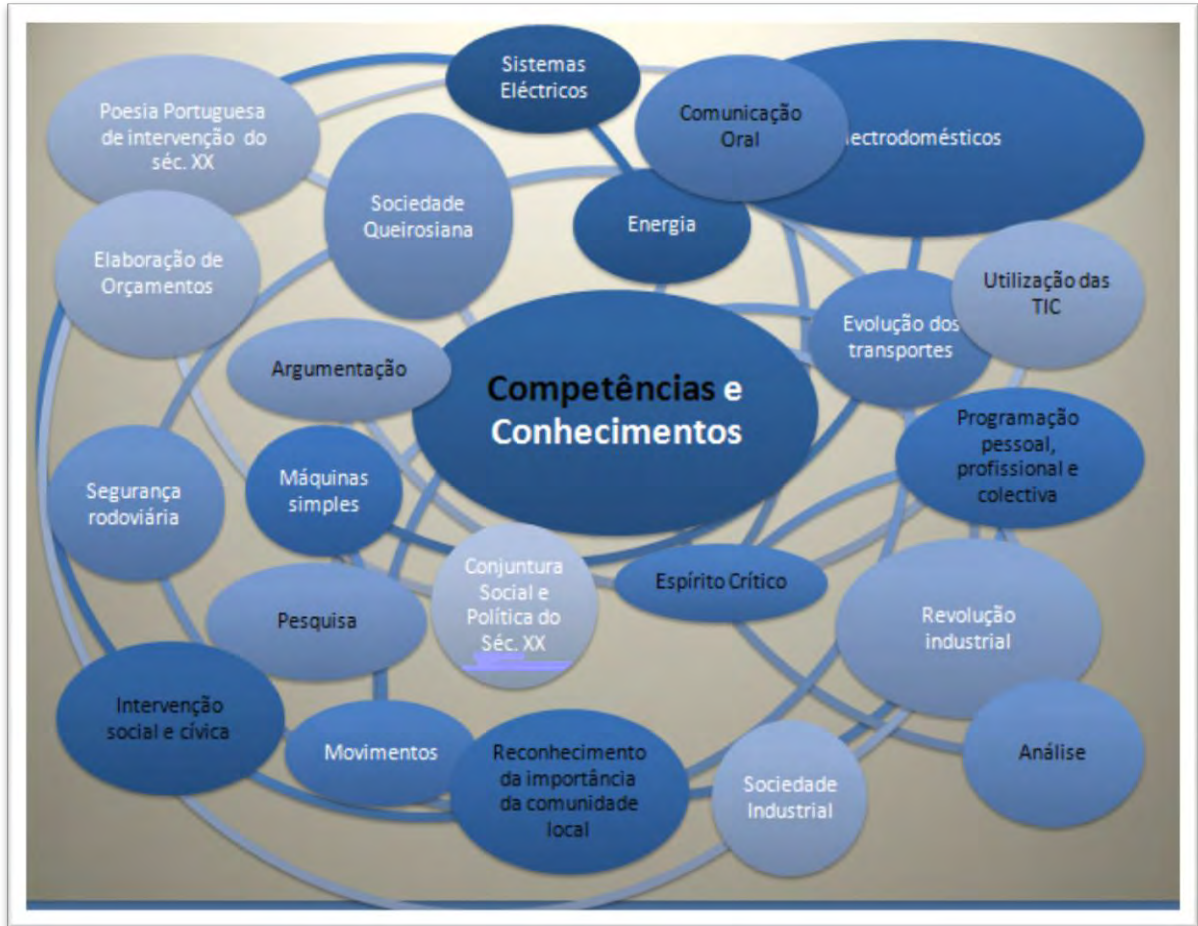 Sistemas
Eléctricos
Poesia Portuguesa
de intervenção do
séc. XX
Comunicação
Oral
lectrodomésticos
Sociedade
Queirosiana
Energia
Elaboração de
Orçamentos
Utilização das
TIC
Evolução dos
transportes
Argumentação
Competências e
Conhecimentos
Programação
pessoal,
profissional e
colectiva
Máquinas
simples
Segurança
rodoviária
Conjuntura
Social e
Política do
Séc. XX
Espírito Crítico
Pesquisa
Revolução
industrial
Intervenção
social e cívica
Movimentos
Reconhecimento
da importância
da comunidade
local
Sociedade
Industrial
Análise